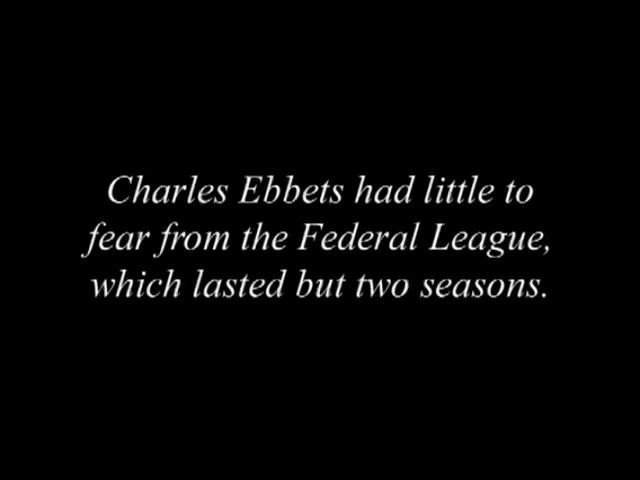 Charles Ebbets had little to
fear from the Federal League,
which lasted but two seasons.